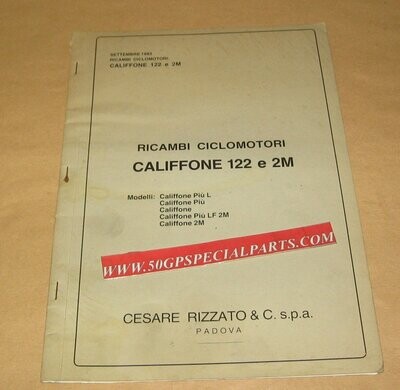 SETTEMBRE 1983
RICAMBI CICLOMOTORI
CALIFFONE 122 e 2M
RICAMBI CICLOMOTORI
CALIFFONE 122 e 2M
Modelli: Califfone Più L
Califfone Più
Califfone
Califfone Più LF 2M
Califfone 2M
WWW.50GPSPECIALPARTS.COM
CESARE RIZZATO & C. s.p.a.
PADOVA